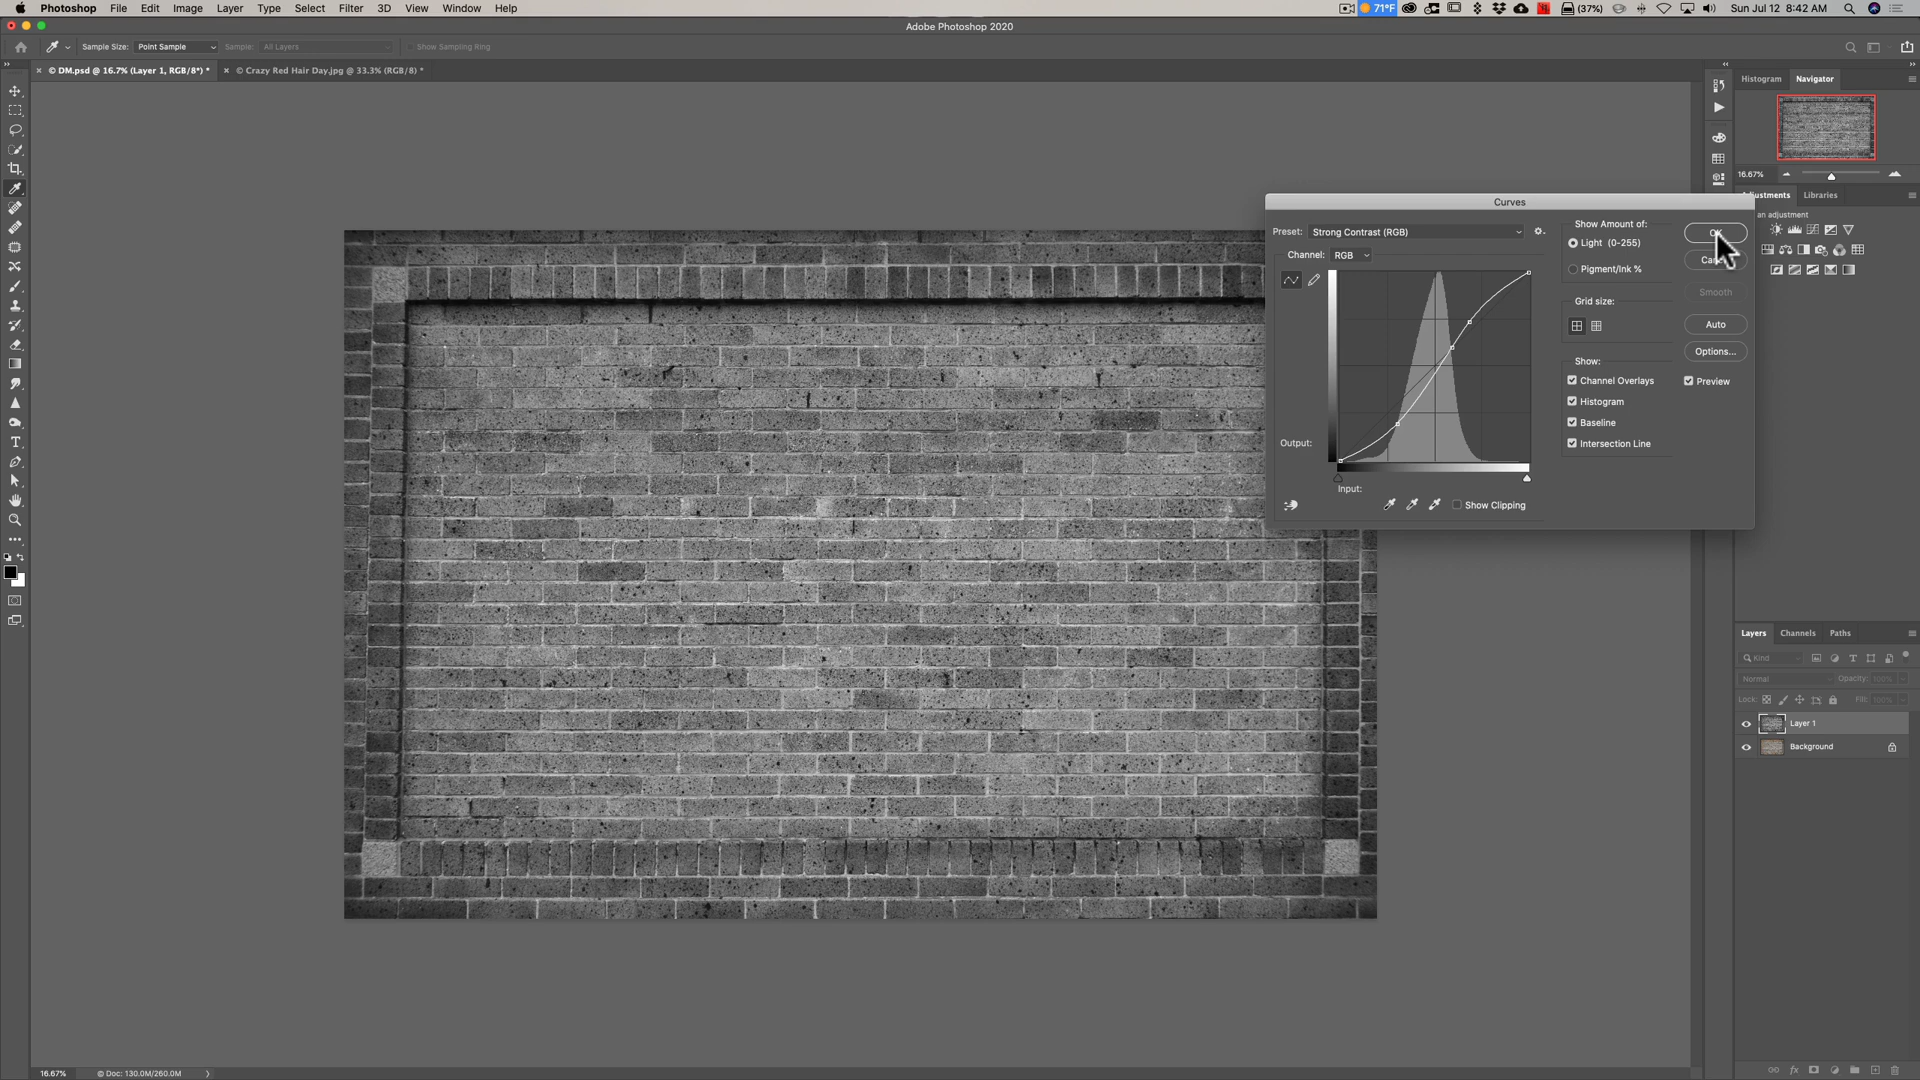 Photoshop File Edit Image Layer Type Select Filter 3D View Window Help 71°F (37%) Sun Jul 12 8:42 AM
Adobe Photoshop 2020
Sample Size: Point Sample Sample: All Layers Show Sampling Ring
© DM.psd @ 16.7% (Layer 1, RGB/8*) * © Crazy Red Hair Day.jpg @ 33.3% (RGB/8) *
Histogram Navigator
16.67%
Adjustments Libraries
an adjustment
Curves
Preset: Strong Contrast (RGB)
Channel: RGB
Output:
Input:
Show Clipping
Show Amount of:
Light (0-255)
Pigment/Ink %
Grid size:
Show:
Channel Overlays
Histogram
Baseline
Intersection Line
Smooth
Auto
Options...
Preview
Layers Channels Paths
Kind
Normal Opacity: 100%
Lock: Fill: 100%
Layer 1
Background
16.67% © Doc: 130.0M/260.0M